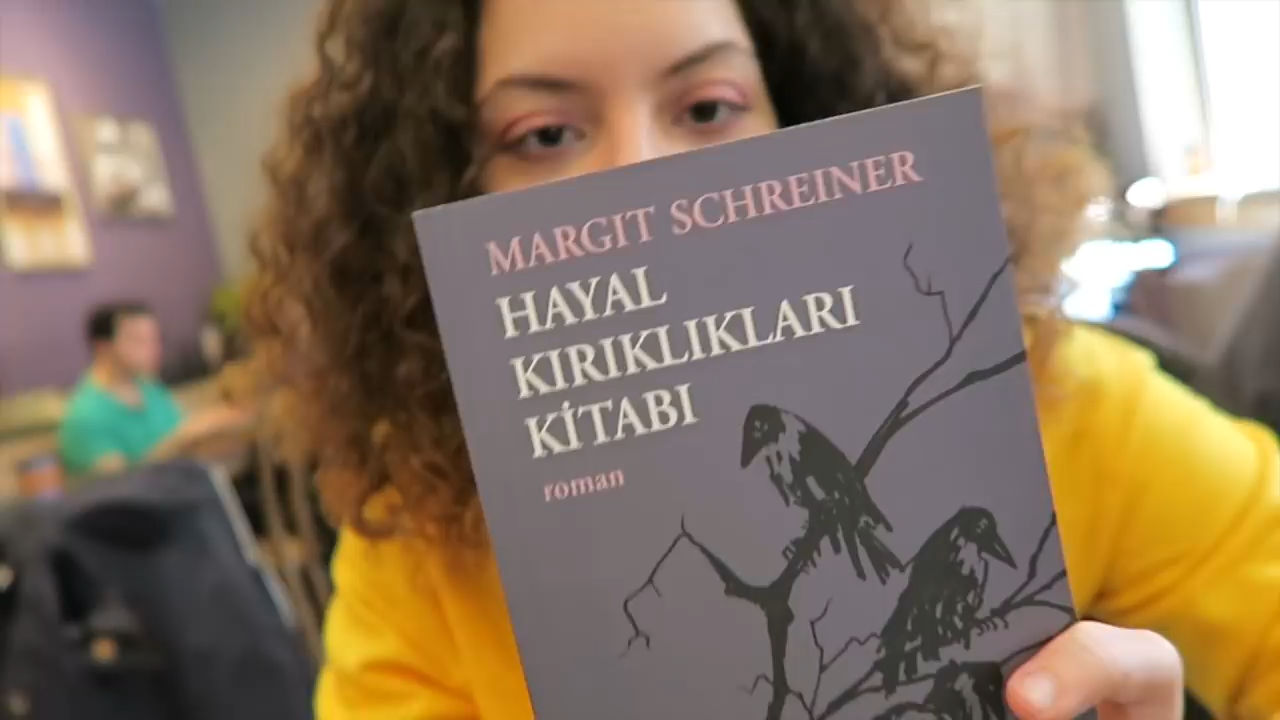 MARGIT SCHREINER
HAYAL
KIRIKLIKLARI
KİTABI
roman